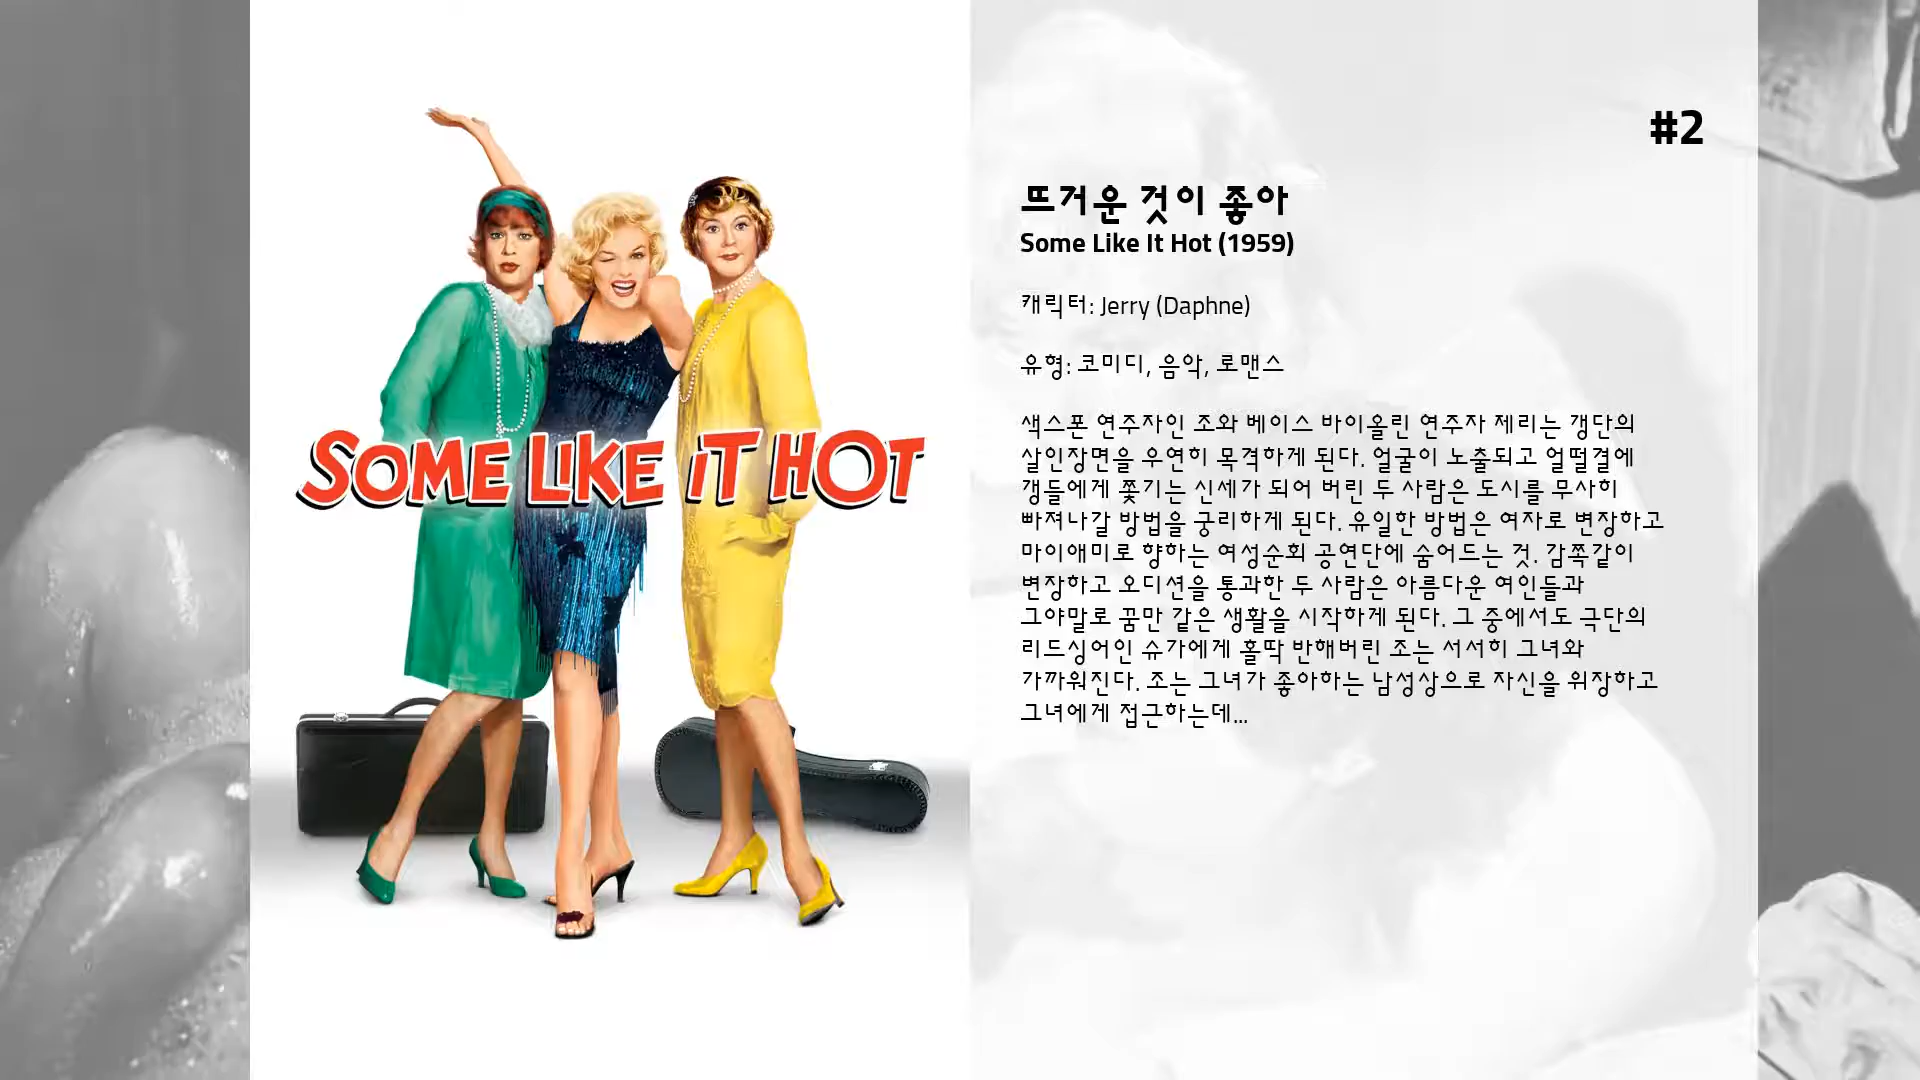 SOME LIKE IT HOT
#2
뜨거운 것이 좋아
Some Like It Hot (1959)
캐릭터: Jerry (Daphne)
유형: 코미디, 음악, 로맨스
색스폰 연주자인 조와 베이스 바이올린 연주자 제리는 갱단의
살인장면을 우연히 목격하게 된다. 얼굴이 노출되고 얼떨결에
갱들에게 쫓기는 신세가 되어 버린 두 사람은 도시를 무사히
빠져나갈 방법을 궁리하게 된다. 유일한 방법은 여자로 변장하고
마이애미로 향하는 여성순회 공연단에 숨어드는 것. 감쪽같이
변장하고 오디션을 통과한 두 사람은 아름다운 여인들과
그야말로 꿈만 같은 생활을 시작하게 된다. 그 중에서도 극단의
리드싱어인 슈가에게 홀딱 반해버린 조는 서서히 그녀와
가까워진다. 조는 그녀가 좋아하는 남성상으로 자신을 위장하고
그녀에게 접근하는데...